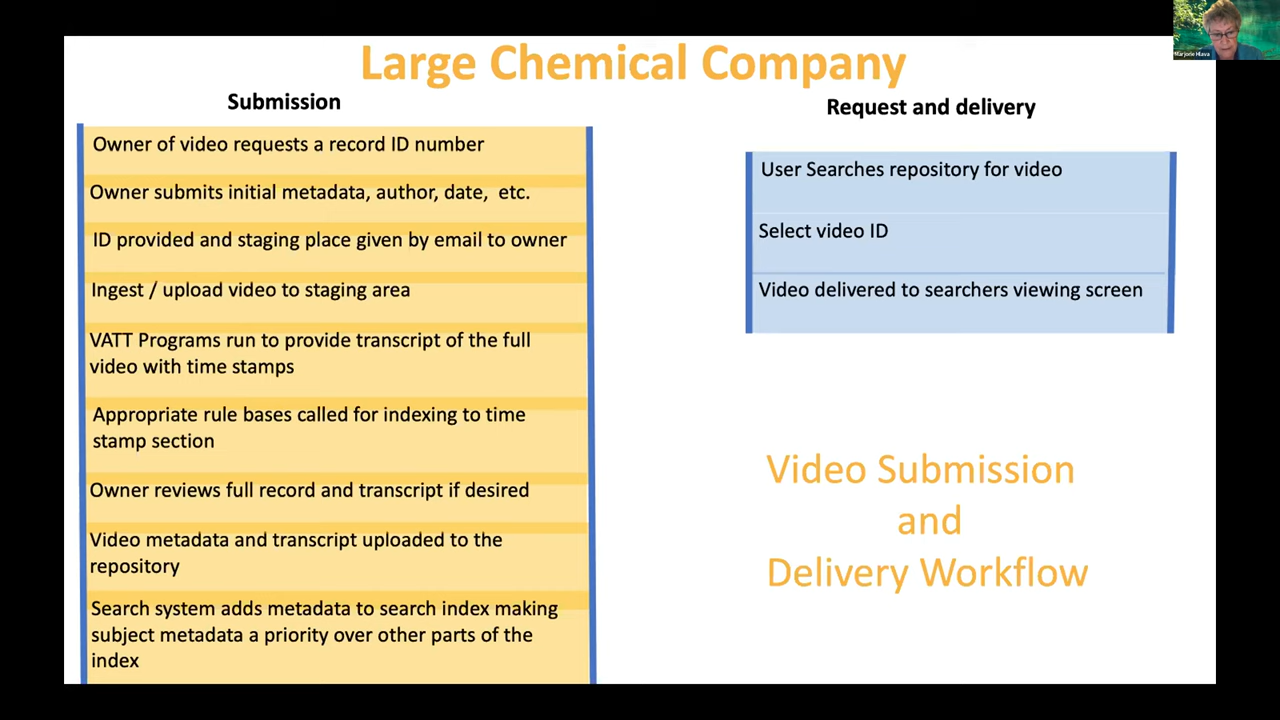 Large Chemical Company
Submission
Owner of video requests a record ID number
Owner submits initial metadata, author, date, etc.
ID provided and staging place given by email to owner
Ingest / upload video to staging area
VATT Programs run to provide transcript of the full
video with time stamps
Appropriate rule bases called for indexing to time
stamp section
Owner reviews full record and transcript if desired
Video metadata and transcript uploaded to the
repository
Search system adds metadata to search index making
subject metadata a priority over other parts of the
index
Request and delivery
User Searches repository for video
Select video ID
Video delivered to searchers viewing screen
Video Submission
and
Delivery Workflow
Marjorie Hlava